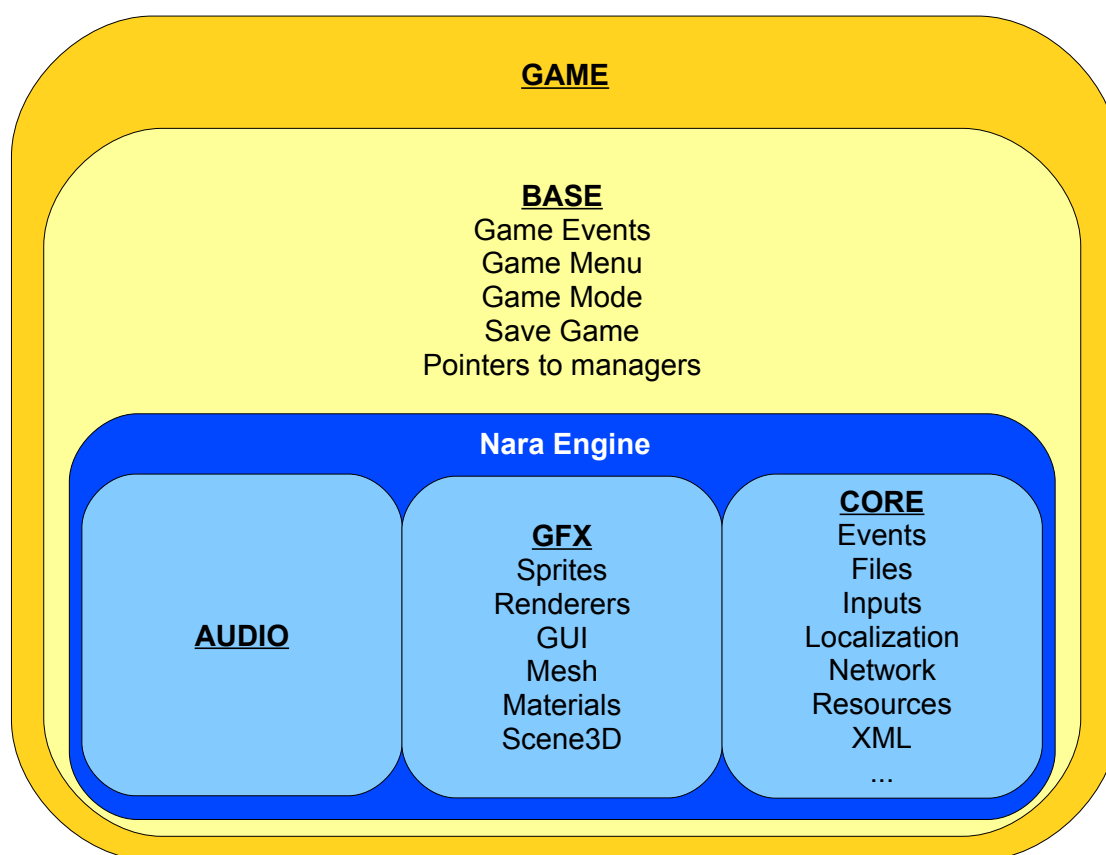 GAME
BASE
Game Events
Game Menu
Game Mode
Save Game
Pointers to managers
Nara Engine
AUDIO
GFX
Sprites
Renderers
GUI
Mesh
Materials
Scene3D
CORE
Events
Files
Inputs
Localization
Network
Resources
XML
...